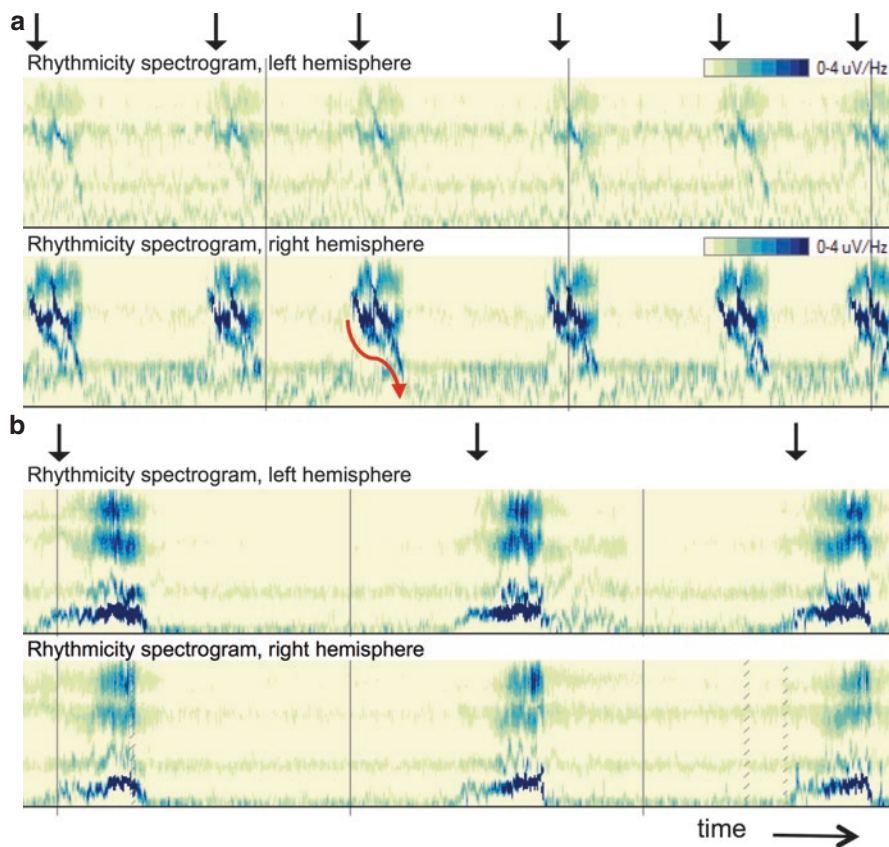 a
Rhythmicity spectrogram, left hemisphere
0-4 uV/Hz
Rhythmicity spectrogram, right hemisphere
0-4 uV/Hz
b
Rhythmicity spectrogram, left hemisphere
Rhythmicity spectrogram, right hemisphere
time